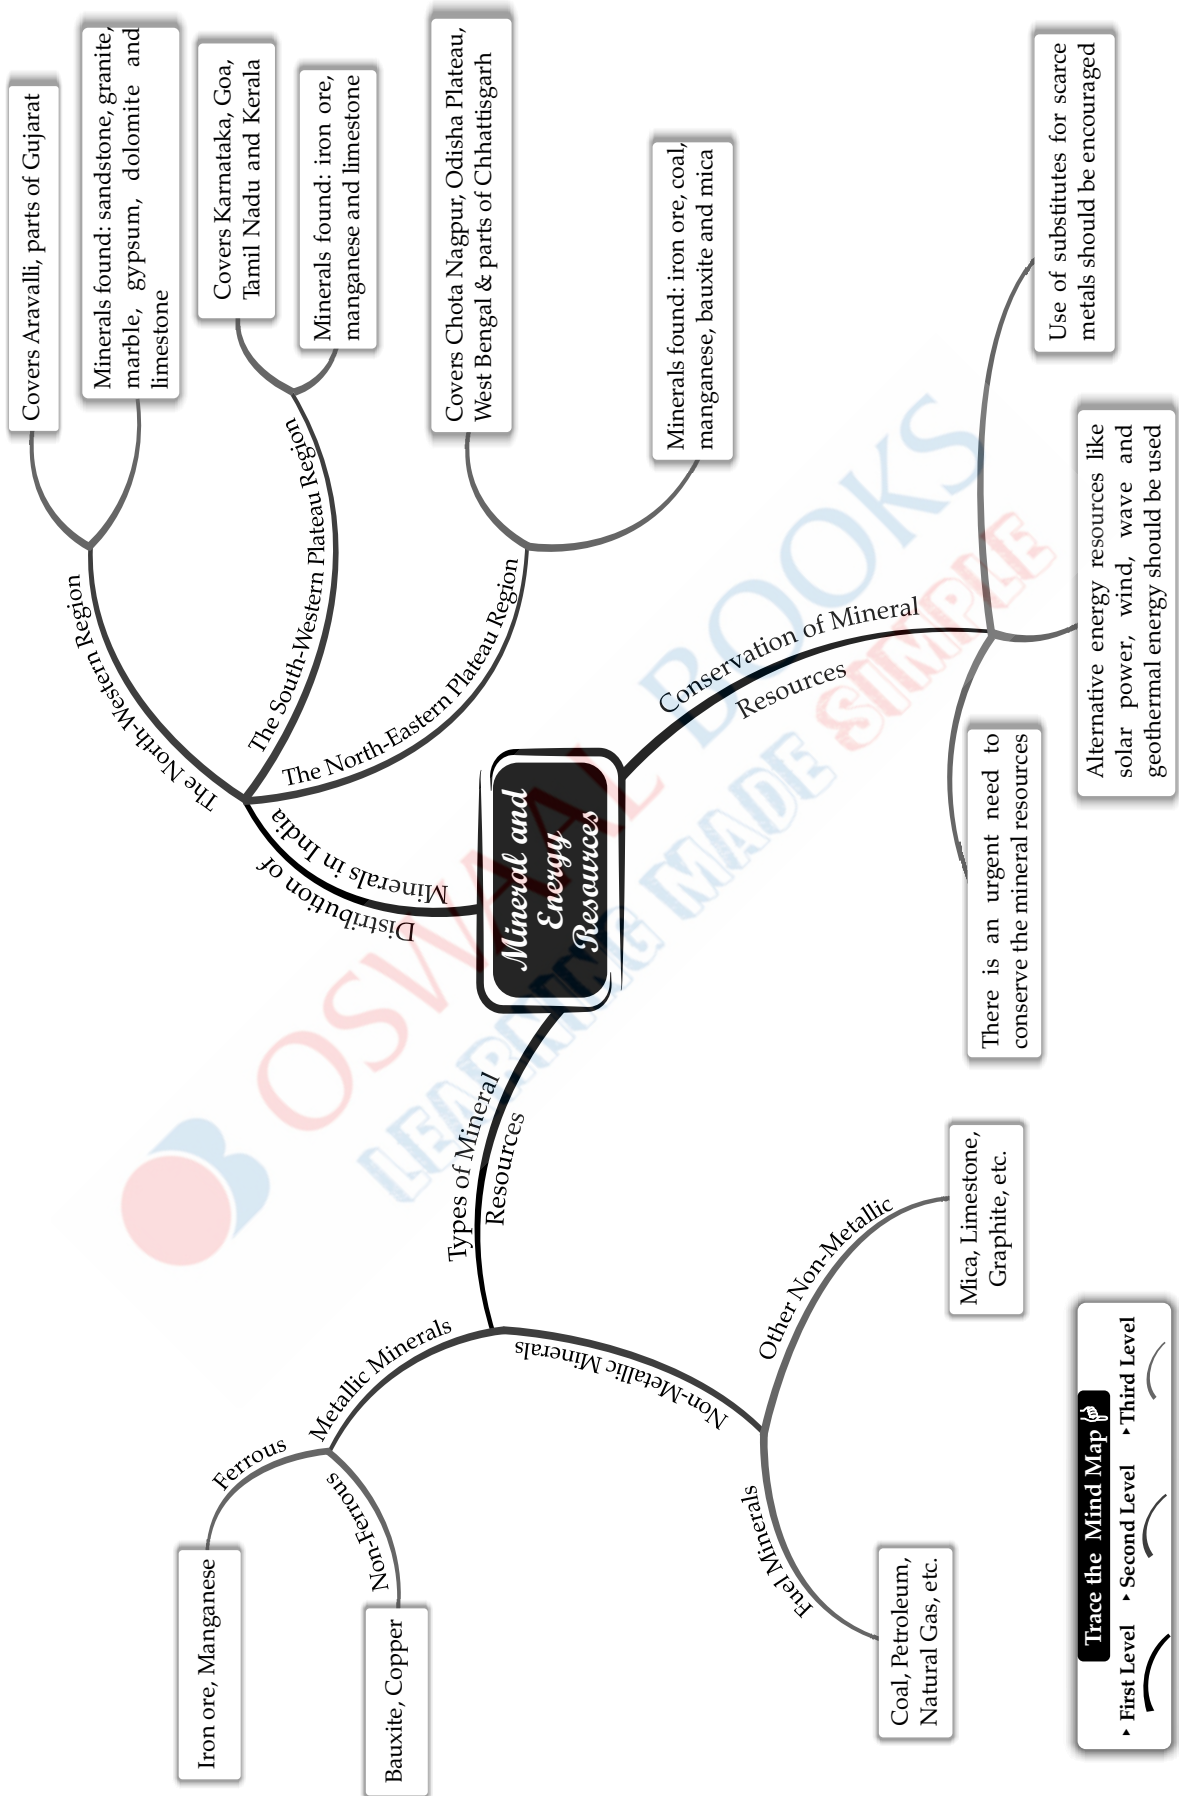 Mineral and
Energy
Resources
Types of Mineral
Resources
Metallic Minerals
Ferrous
Iron ore, Manganese
Non-Ferrous
Bauxite, Copper
Non-Metallic Minerals
Fuel Minerals
Coal, Petroleum,
Natural Gas, etc.
Other Non-Metallic
Mica, Limestone,
Graphite, etc.
Distribution of
Minerals in India
The North-Western Region
Covers Aravalli, parts of Gujarat
Minerals found: sandstone, granite,
marble, gypsum, dolomite and
limestone
The South-Western Plateau Region
Covers Karnataka, Goa,
Tamil Nadu and Kerala
Minerals found: iron ore,
manganese and limestone
The North-Eastern Plateau Region
Covers Chota Nagpur, Odisha Plateau,
West Bengal & parts of Chhattisgarh
Minerals found: iron ore, coal,
manganese, bauxite and mica
Conservation of Mineral
Resources
There is an urgent need to
conserve the mineral resources
Alternative energy resources like
solar power, wind, wave and
geothermal energy should be used
Use of substitutes for scarce
metals should be encouraged
Trace the Mind Map
First Level
Second Level
Third Level
OSWAAL BOOKS
LEARNING MADE SIMPLE